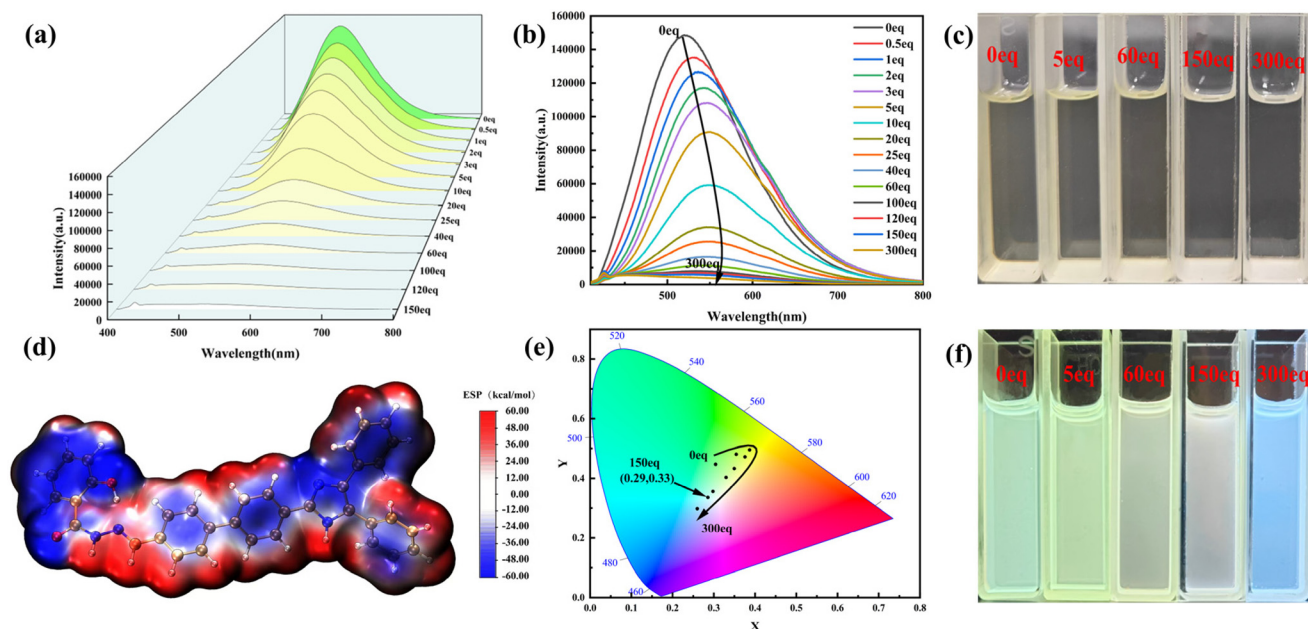 (a)
160000
140000
120000
100000
80000
60000
40000
20000
0
Intensity(a.u.)
400
500
600
700
800
Wavelength(nm)
0eq
0.5eq
1eq
2eq
3eq
5eq
10eq
20eq
25eq
40eq
60eq
100eq
120eq
150eq
(b)
160000
140000
120000
100000
80000
60000
40000
20000
0
Intensity(a.u.)
500
600
700
800
Wavelength(nm)
0eq
300eq
0eq
0.5eq
1eq
2eq
3eq
5eq
10eq
20eq
25eq
40eq
60eq
100eq
120eq
150eq
300eq
(c)
0eq 5eq 60eq 150eq 300eq
(d)
ESP (kcal/mol)
60.00
48.00
36.00
24.00
12.00
0.00
-12.00
-24.00
-36.00
-48.00
-60.00
(e)
0.8
0.6
0.4
0.2
0.0
Y
0.0 0.1 0.2 0.3 0.4 0.5 0.6 0.7 0.8
X
520
540
560
580
600
620
500
480
460
0eq
150eq
(0.29,0.33)
300eq
(f)
0eq 5eq 60eq 150eq 300eq